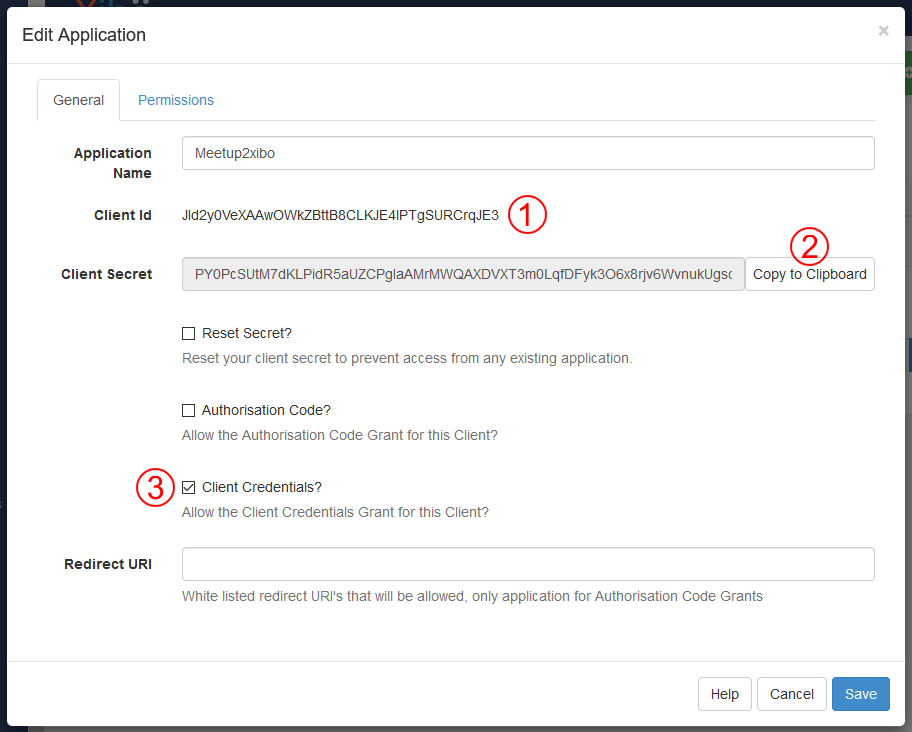 Edit Application
×
General Permissions
Application Name
Meetup2xibo
Client Id JId2y0VeXAAwOWkZBttB8CLKJE4lPTgSURCrqJE3 1
2
Client Secret PY0PcSUtM7dKLPidR5aUZCPglaAMrMWQAXDVXT3m0LqfDFyk3O6x8rjv6WvnukUgsc Copy to Clipboard
Reset Secret?
Reset your client secret to prevent access from any existing application.
Authorisation Code?
Allow the Authorisation Code Grant for this Client?
3 Client Credentials?
Allow the Client Credentials Grant for this Client?
Redirect URI
White listed redirect URI's that will be allowed, only application for Authorisation Code Grants
Help Cancel Save